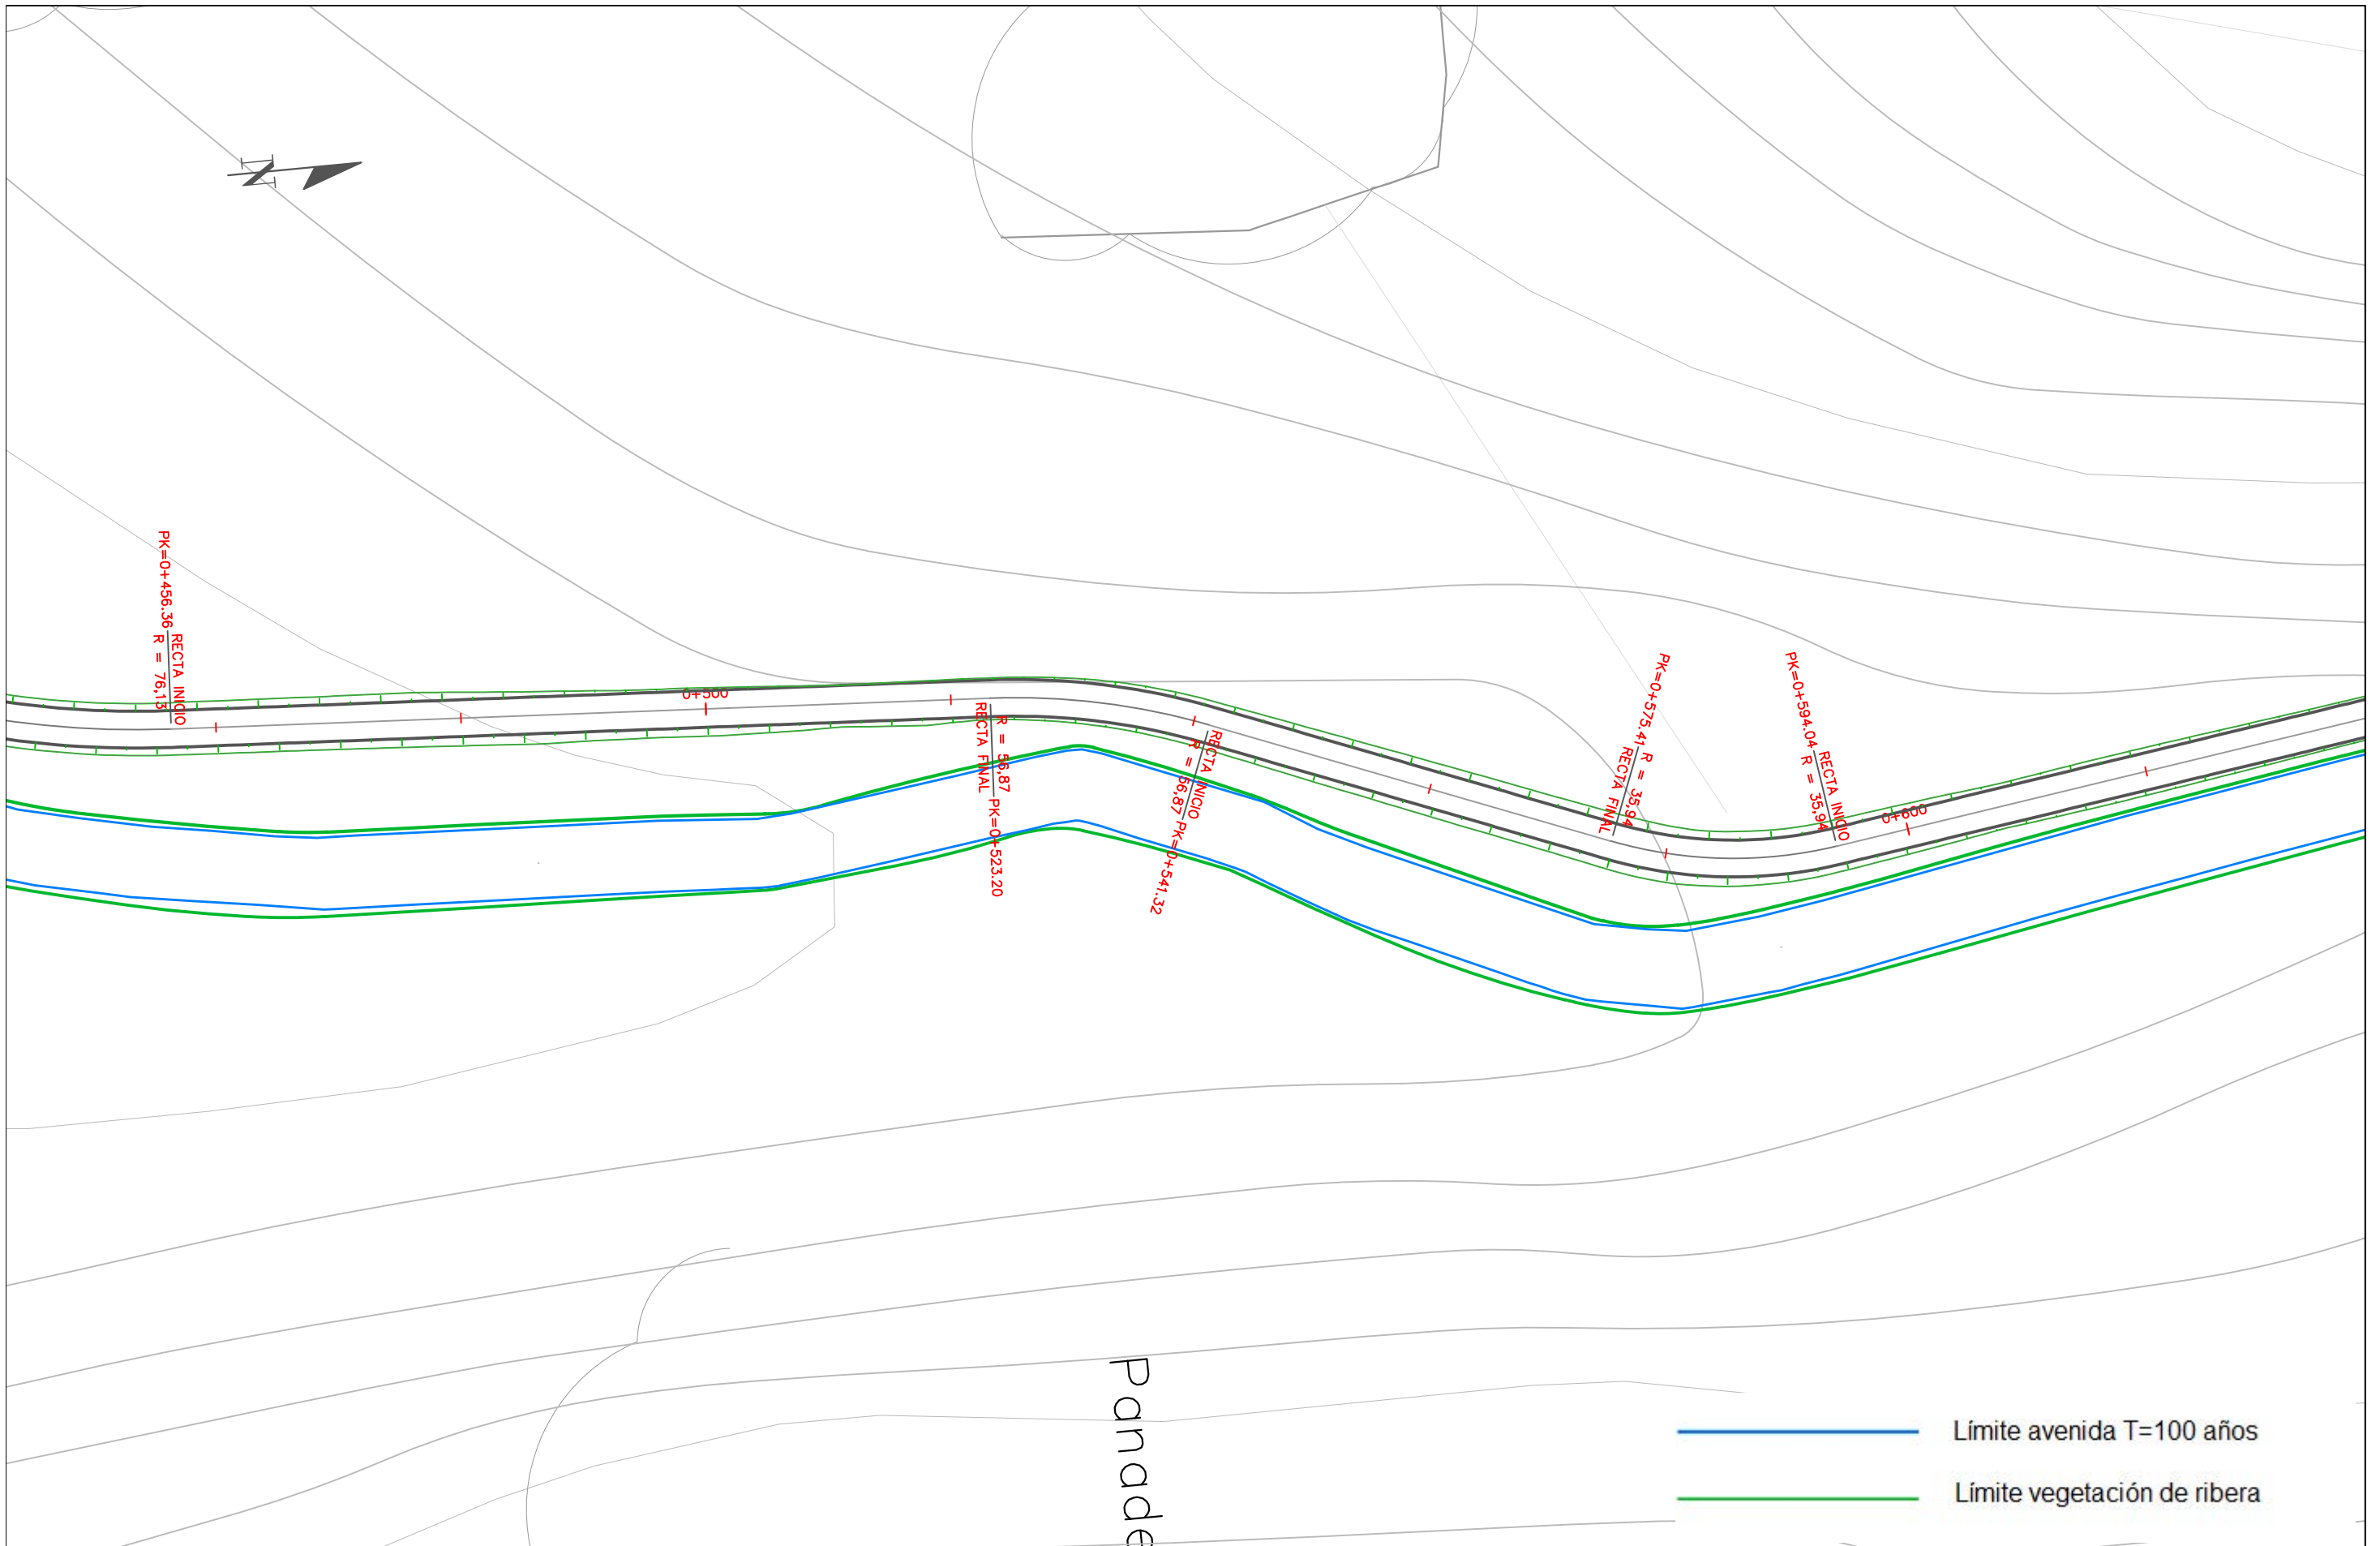 N
PK=0+456.36
RECTA INICIO
R = 76,13
0+500
R = 56,87
RECTA FINAL
PK=0+523.20
RECTA INICIO
R = 56,87
PK=0+541.32
PK=0+575.41
R = 35,94
RECTA FINAL
PK=0+594.04
RECTA INICIO
R = 35,94
0+600
Panade
Límite avenida T=100 años
Límite vegetación de ribera